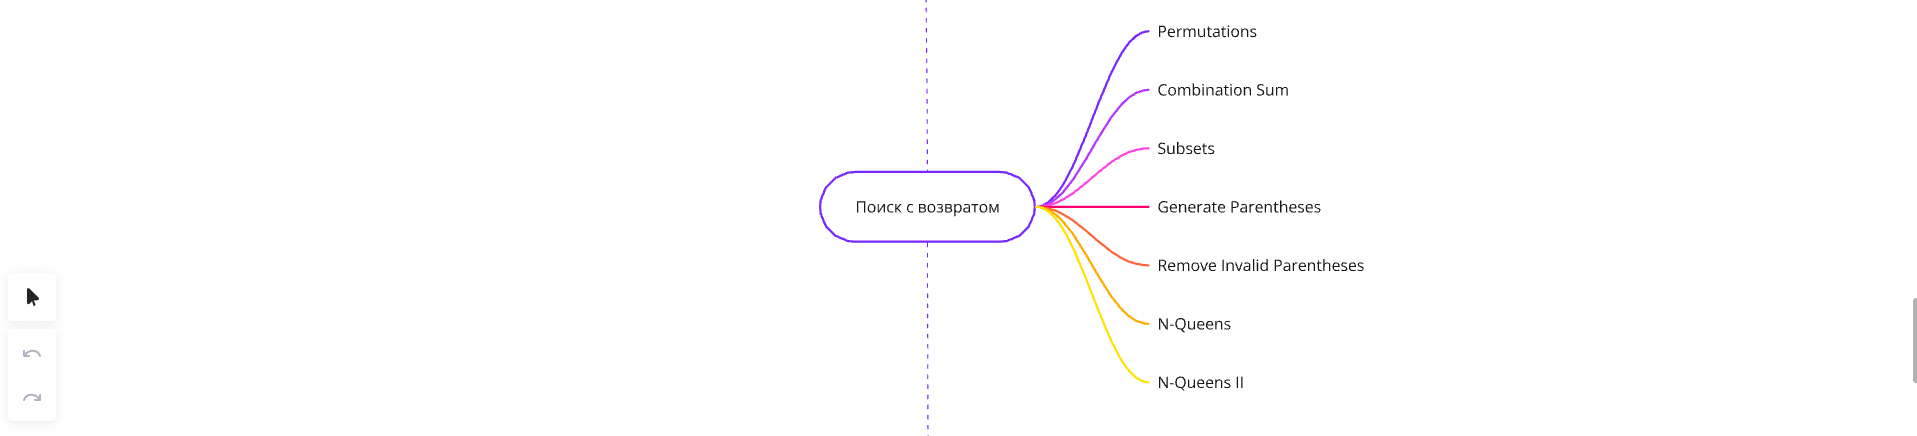 Permutations
Combination Sum
Subsets
Поиск с возвратом
Generate Parentheses
Remove Invalid Parentheses
N-Queens
N-Queens II